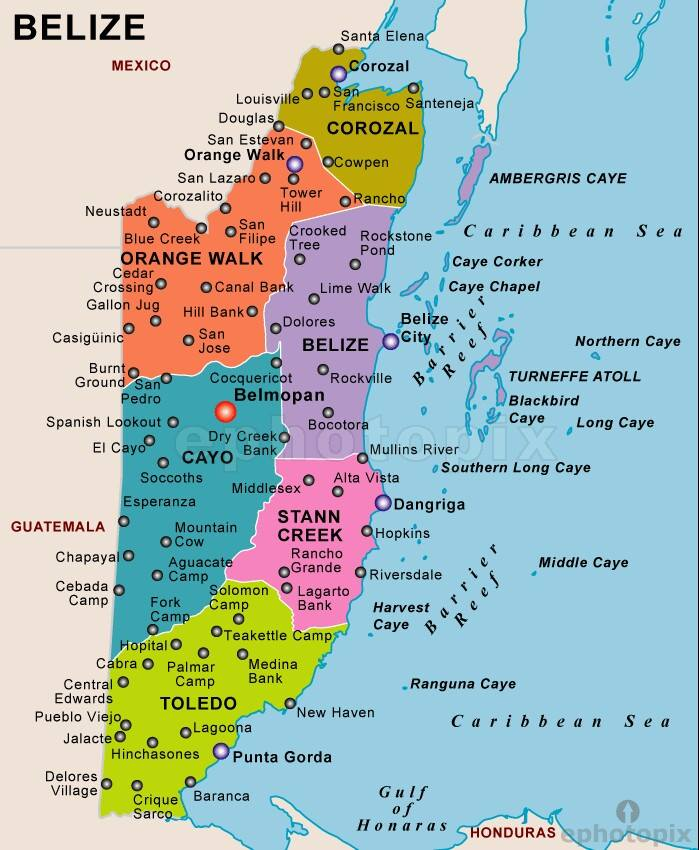 BELIZE
Santa Elena
MEXICO
Corozal
Louisville
San
Francisco
Santeneja
Douglas
COROZAL
San Estevan
Orange Walk
Cowpen
San Lazaro
AMBERGRIS CAYE
Corozalito
Tower
Hill
Rancho
Neustadt
Blue Creek
San
Filipe
Crooked
Tree
Rockstone
Pond
Caribbean Sea
ORANGE WALK
Caye Corker
Cedar
Crossing
Canal Bank
Lime Walk
Caye Chapel
Gallon Jug
Hill Bank
Dolores
Belize
City
Barrier
Reef
Casigüinic
San
Jose
BELIZE
Northern Caye
Burnt
Ground
San
Pedro
Cocquericot
Rockville
TURNEFFE ATOLL
Belmopan
Blackbird
Caye
Spanish Lookout
Bocotora
Long Caye
El Cayo
Dry Creek
Bank
ephotopix
CAYO
Mullins River
Soccoths
Southern Long Caye
Middlesex
Alta Vista
Esperanza
Dangriga
STANN
CREEK
GUATEMALA
Mountain
Cow
Hopkins
Chapayal
Rancho
Grande
Aguacate
Camp
Riversdale
Middle Caye
Barrier
Reef
Cebada
Camp
Solomon
Camp
Lagarto
Bank
Fork
Camp
Harvest
Caye
Teakettle Camp
Hopital
Cabra
Palmar
Camp
Medina
Bank
Central
Edwards
Ranguna Caye
TOLEDO
New Haven
Pueblo Viejo
Caribbean Sea
Lagoona
Jalacte
Hinchasones
Punta Gorda
Delores
Village
Baranca
Crique
Sarco
Gulf
of
Honaras
HONDURAS
ephotopix